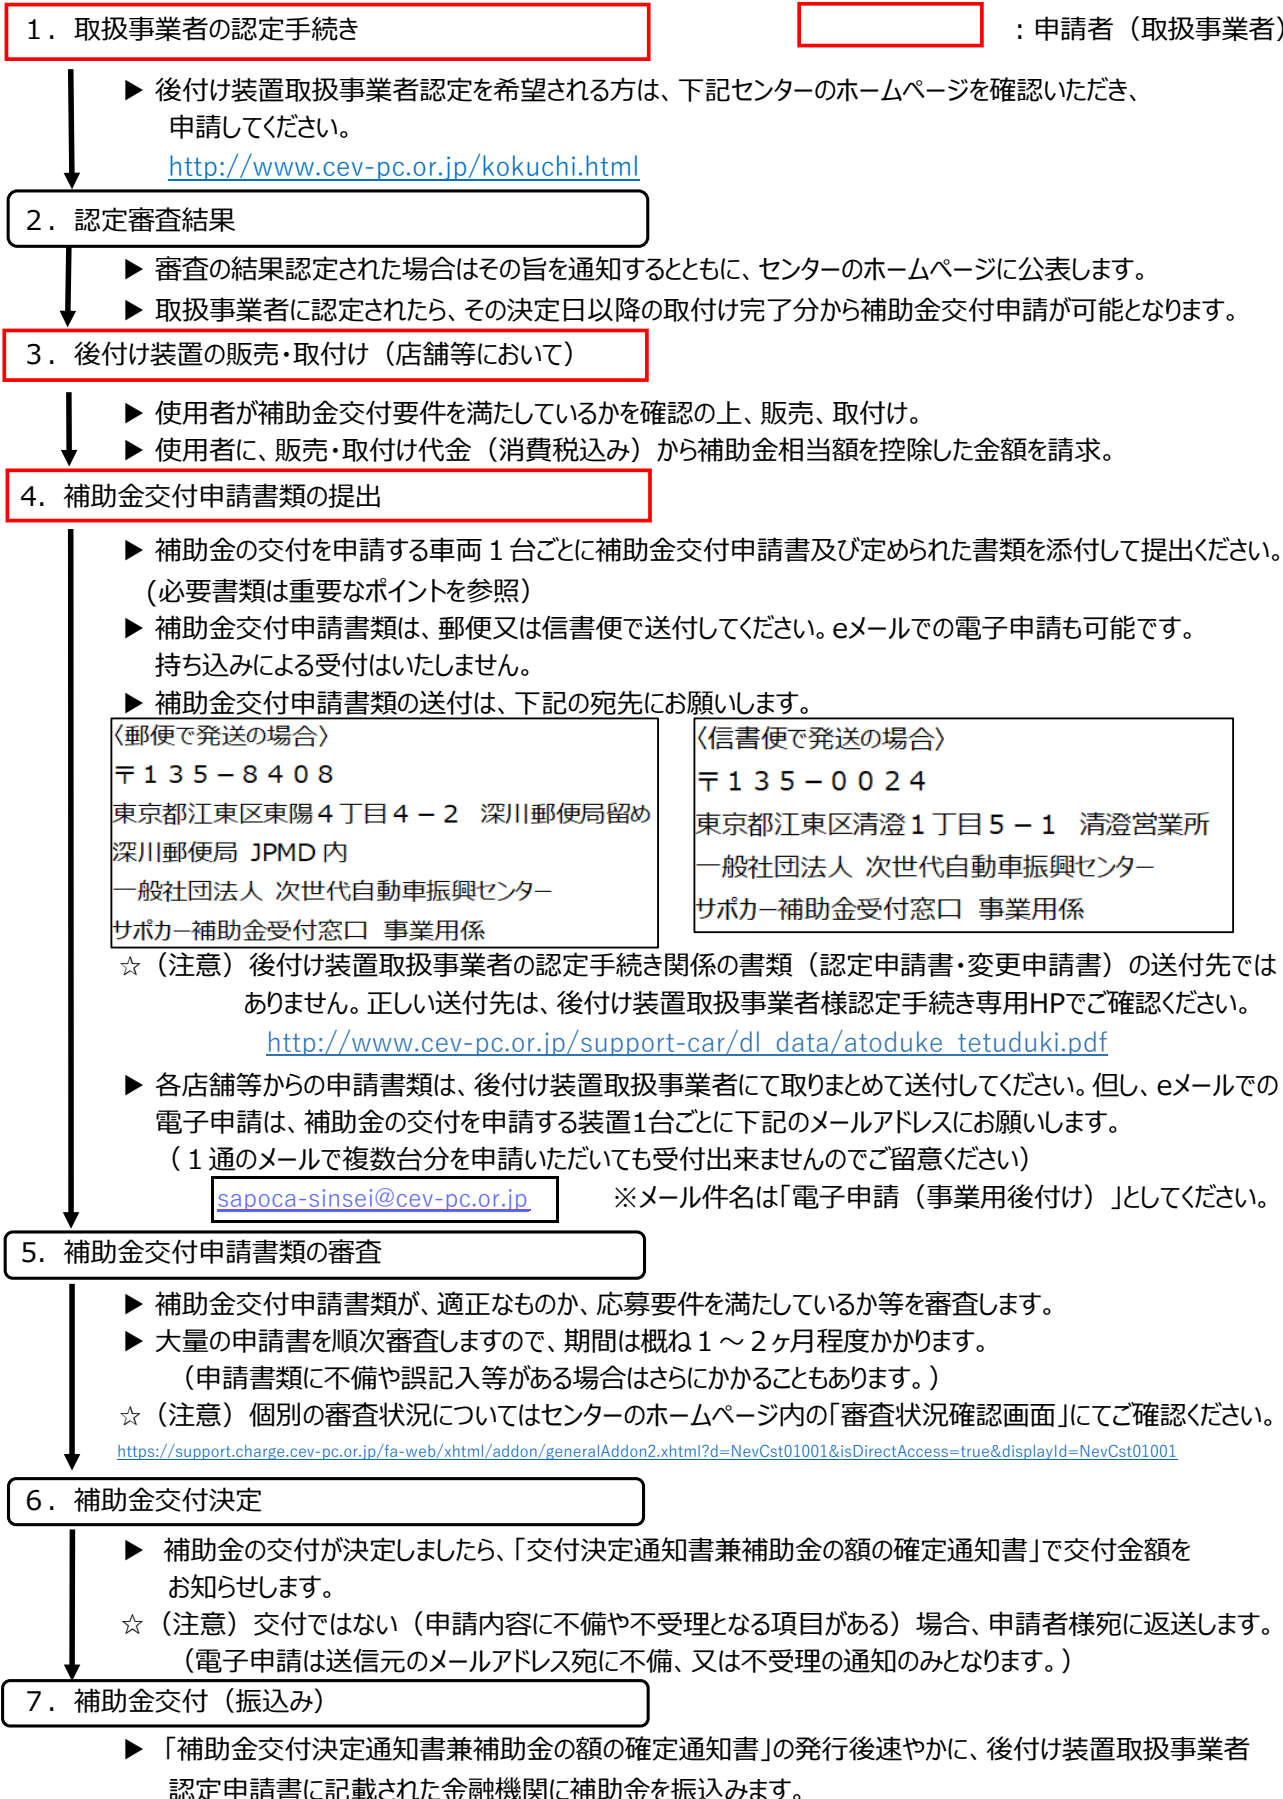 １．取扱事業者の認定手続き
：申請者（取扱事業者）
▶ 後付け装置取扱事業者認定を希望される方は、下記センターのホームページを確認いただき、
申請してください。
http://www.cev-pc.or.jp/kokuchi.html
２．認定審査結果
▶ 審査の結果認定された場合はその旨を通知するとともに、センターのホームページに公表します。
▶ 取扱事業者に認定されたら、その決定日以降の取付け完了分から補助金交付申請が可能となります。
３．後付け装置の販売・取付け（店舗等において）
▶ 使用者が補助金交付要件を満たしているかを確認の上、販売、取付け。
▶ 使用者に、販売・取付け代金（消費税込み）から補助金相当額を控除した金額を請求。
4．補助金交付申請書類の提出
▶ 補助金の交付を申請する車両１台ごとに補助金交付申請書及び定められた書類を添付して提出ください。
(必要書類は重要なポイントを参照）
▶ 補助金交付申請書類は、郵便又は信書便で送付してください。eメールでの電子申請も可能です。
持ち込みによる受付はいたしません。
▶ 補助金交付申請書類の送付は、下記の宛先にお願いします。
〈郵便で発送の場合〉
〒１３５－８４０８
東京都江東区東陽４丁目４－２　深川郵便局留め
深川郵便局 JPMD 内
一般社団法人 次世代自動車振興センター
サポカー補助金受付窓口　事業用係
〈信書便で発送の場合〉
〒１３５－００２４
東京都江東区清澄１丁目５－１　清澄営業所
一般社団法人 次世代自動車振興センター
サポカー補助金受付窓口　事業用係
☆（注意）後付け装置取扱事業者の認定手続き関係の書類（認定申請書・変更申請書）の送付先では
ありません。正しい送付先は、後付け装置取扱事業者様認定手続き専用HPでご確認ください。
http://www.cev-pc.or.jp/support-car/dl_data/atoduke_tetuduki.pdf
▶ 各店舗等からの申請書類は、後付け装置取扱事業者にて取りまとめて送付してください。但し、eメールでの
電子申請は、補助金の交付を申請する装置1台ごとに下記のメールアドレスにお願いします。
（１通のメールで複数台分を申請いただいても受付出来ませんのでご留意ください）
sapoca-sinsei@cev-pc.or.jp　※メール件名は「電子申請（事業用後付け）」としてください。
5．補助金交付申請書類の審査
▶ 補助金交付申請書類が、適正なものか、応募要件を満たしているか等を審査します。
▶ 大量の申請書を順次審査しますので、期間は概ね１～２ヶ月程度かかります。
（申請書類に不備や誤記入等がある場合はさらにかかることもあります。）
☆（注意）個別の審査状況についてはセンターのホームページ内の「審査状況確認画面」にてご確認ください。
https://support.charge.cev-pc.or.jp/fa-web/xhtml/addon/generalAddon2.xhtml?d=NevCst01001&isDirectAccess=true&displayId=NevCst01001
６．補助金交付決定
▶ 補助金の交付が決定しましたら、「交付決定通知書兼補助金の額の確定通知書」で交付金額を
お知らせします。
☆（注意）交付ではない（申請内容に不備や不受理となる項目がある）場合、申請者様宛に返送します。
（電子申請は送信元のメールアドレス宛に不備、又は不受理の通知のみとなります。）
７．補助金交付（振込み）
▶ 「補助金交付決定通知書兼補助金の額の確定通知書」の発行後速やかに、後付け装置取扱事業者
認定申請書に記載された金融機関に補助金を振込みます。